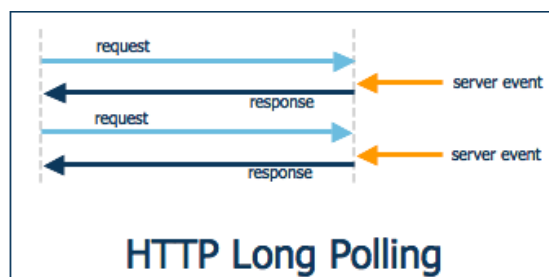 request
server event
response
request
server event
response
HTTP Long Polling